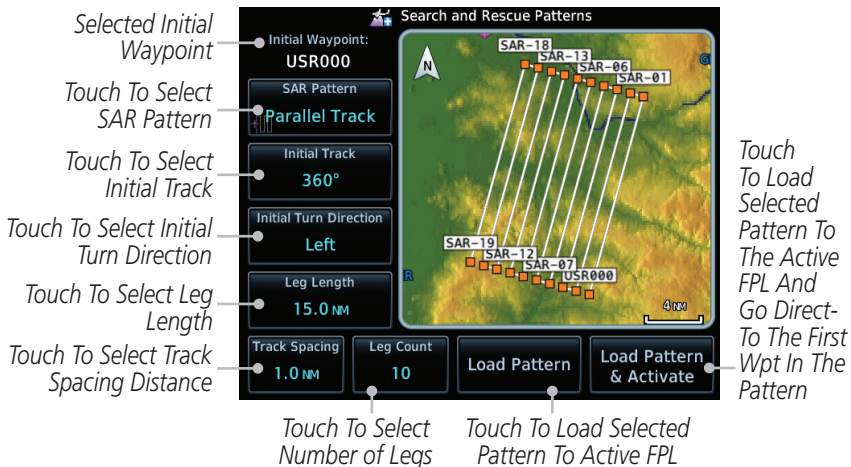 Search and Rescue Patterns
Selected Initial
Waypoint
Initial Waypoint:
USR000
Touch To Select
SAR Pattern
SAR Pattern
Parallel Track
Touch To Select
Initial Track
Initial Track
360°
Touch To Select Initial
Turn Direction
Initial Turn Direction
Left
Touch To Select Leg
Length
Leg Length
15.0 NM
Touch To Select Track
Spacing Distance
Track Spacing
1.0 NM
Leg Count
10
Load Pattern
Load Pattern
& Activate
N
SAR-18
SAR-13
SAR-06
SAR-01
SAR-19
SAR-12
SAR-07
USR000
R
4 NM
Touch
To Load
Selected
Pattern To
The Active
FPL And
Go Direct-
To The First
Wpt In The
Pattern
Touch To Select
Number of Legs
Touch To Load Selected
Pattern To Active FPL